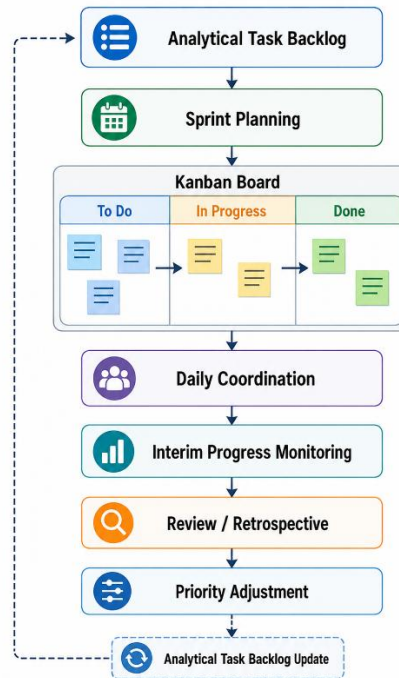 Analytical Task Backlog
Sprint Planning
Kanban Board
To Do
In Progress
Done
Daily Coordination
Interim Progress Monitoring
Review / Retrospective
Priority Adjustment
Analytical Task Backlog Update